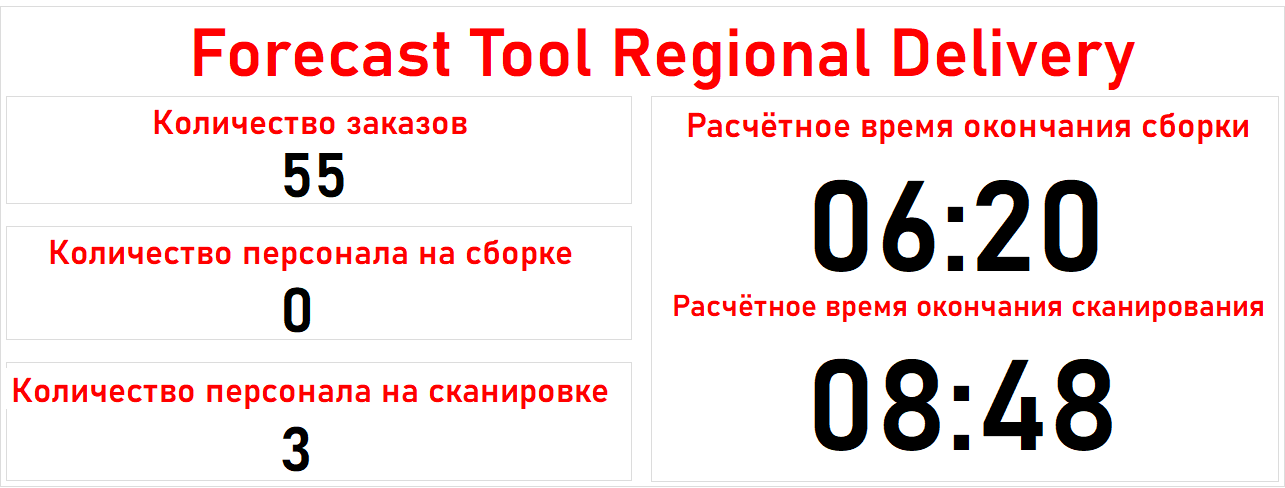 Forecast Tool Regional Delivery
Количество заказов
55
Количество персонала на сборке
0
Количество персонала на сканировке
3
Расчётное время окончания сборки
06:20
Расчётное время окончания сканирования
08:48